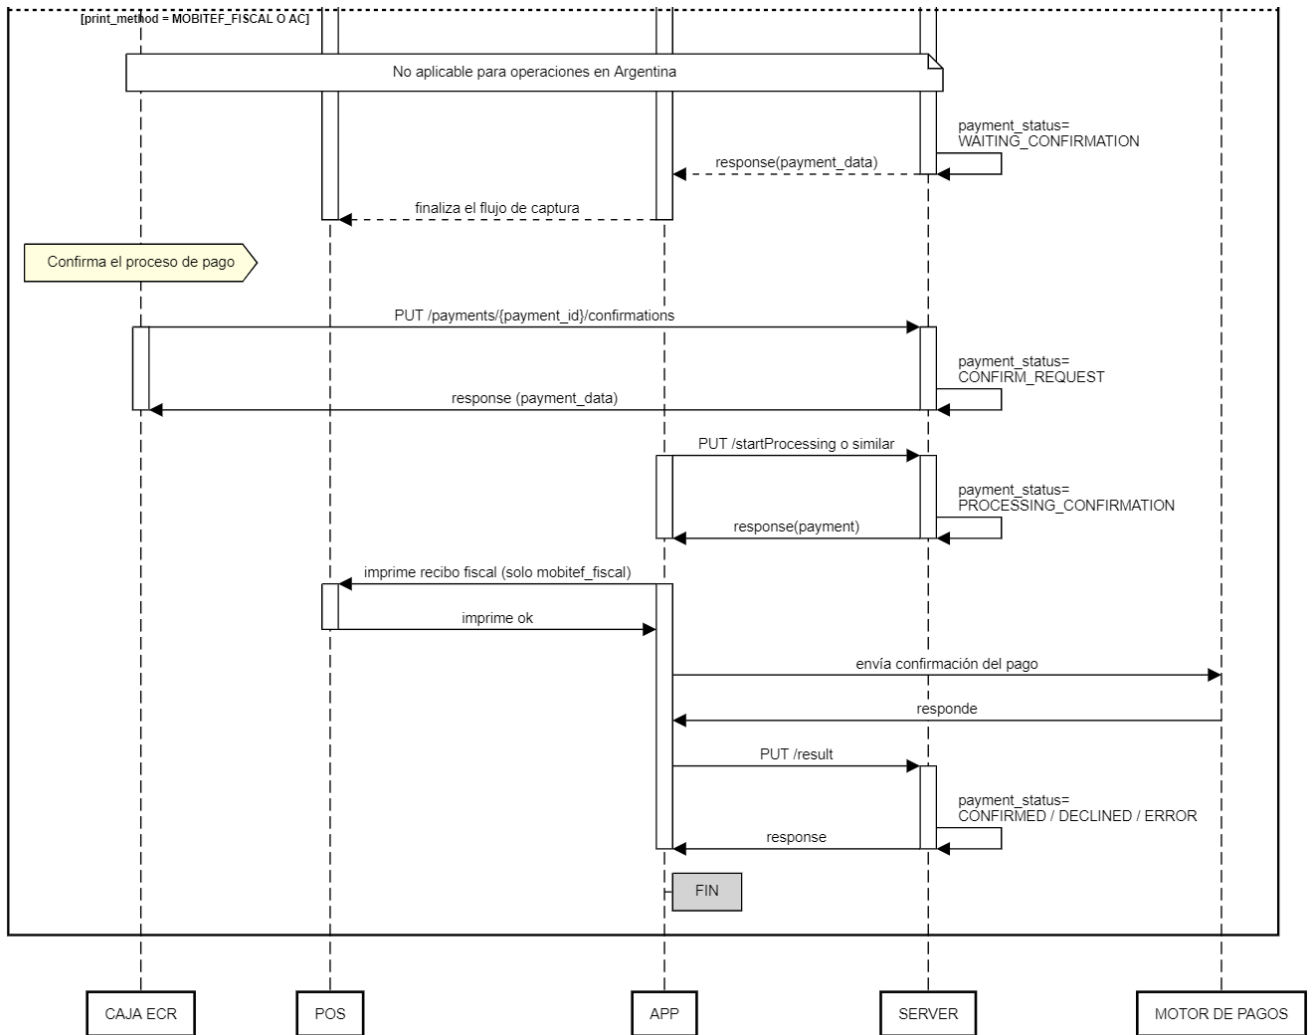 [print_method = MOBITEF_FISCAL O AC]
No aplicable para operaciones en Argentina
payment_status=
WAITING_CONFIRMATION
response(payment_data)
finaliza el flujo de captura
Confirma el proceso de pago
PUT /payments/{payment_id}/confirmations
payment_status=
CONFIRM_REQUEST
response (payment_data)
PUT /startProcessing o similar
payment_status=
PROCESSING_CONFIRMATION
response(payment)
imprime recibo fiscal (solo mobitef_fiscal)
imprime ok
envía confirmación del pago
responde
PUT /result
payment_status=
CONFIRMED / DECLINED / ERROR
response
FIN
CAJA ECR
POS
APP
SERVER
MOTOR DE PAGOS